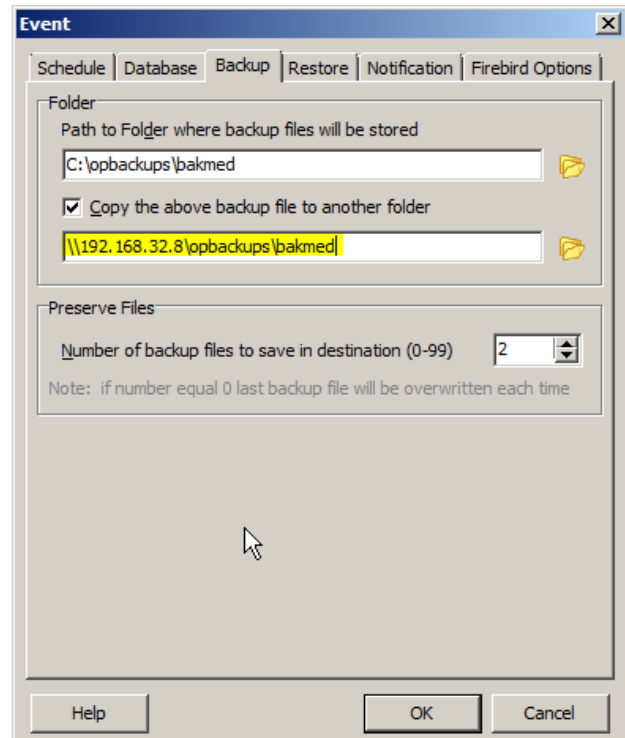 Event
Schedule Database Backup Restore Notification Firebird Options
Folder
Path to Folder where backup files will be stored
C:\opbackups\bakmed
Copy the above backup file to another folder
\\192.168.32.8\opbackups\bakmed
Preserve Files
Number of backup files to save in destination (0-99) 2
Note: if number equal 0 last backup file will be overwritten each time
Help OK Cancel